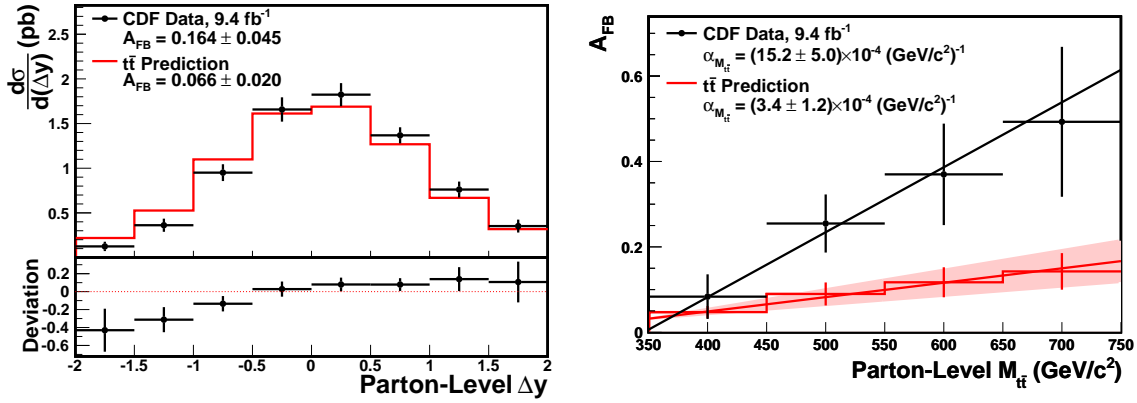 dσ/d(Δy) (pb)
CDF Data, 9.4 fb⁻¹
A_FB = 0.164 ± 0.045
tt̄ Prediction
A_FB = 0.066 ± 0.020
2.5
2
1.5
1
0.5
Deviation
0.2
0
-0.2
-0.4
-0.6
-2 -1.5 -1 -0.5 0 0.5 1 1.5 2
Parton-Level Δy
A_FB
CDF Data, 9.4 fb⁻¹
α_M_tt̄ = (15.2 ± 5.0)×10⁻⁴ (GeV/c²)⁻¹
tt̄ Prediction
α_M_tt̄ = (3.4 ± 1.2)×10⁻⁴ (GeV/c²)⁻¹
0.6
0.4
0.2
0
350 400 450 500 550 600 650 700 750
Parton-Level M_tt̄ (GeV/c²)